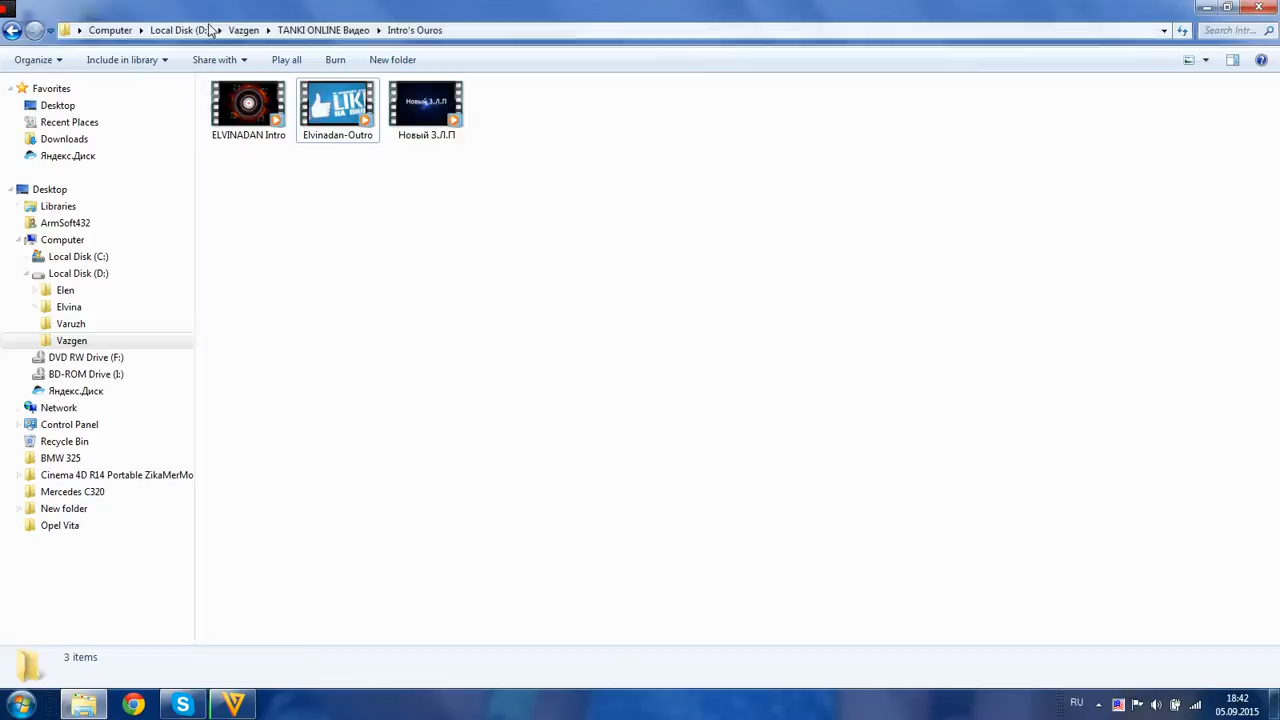 Computer Local Disk (D:) Vazgen TANKI ONLINE Видео Intro's Ouros
Search Intr...
Organize Include in library Share with Play all Burn New folder
Favorites
Desktop
Recent Places
Downloads
Яндекс.Диск
Desktop
Libraries
ArmSoft432
Computer
Local Disk (C:)
Local Disk (D:)
Elen
Elvina
Varuzh
Vazgen
DVD RW Drive (F:)
BD-ROM Drive (I:)
Яндекс.Диск
Network
Control Panel
Recycle Bin
BMW 325
Cinema 4D R14 Portable ZikaMerMo
Mercedes C320
New folder
Opel Vita
ELVINADAN Intro
НА
Elvinadan-Outro
Новый З.Л.П
Новый З.Л.П
3 items
RU
18:42
05.09.2015